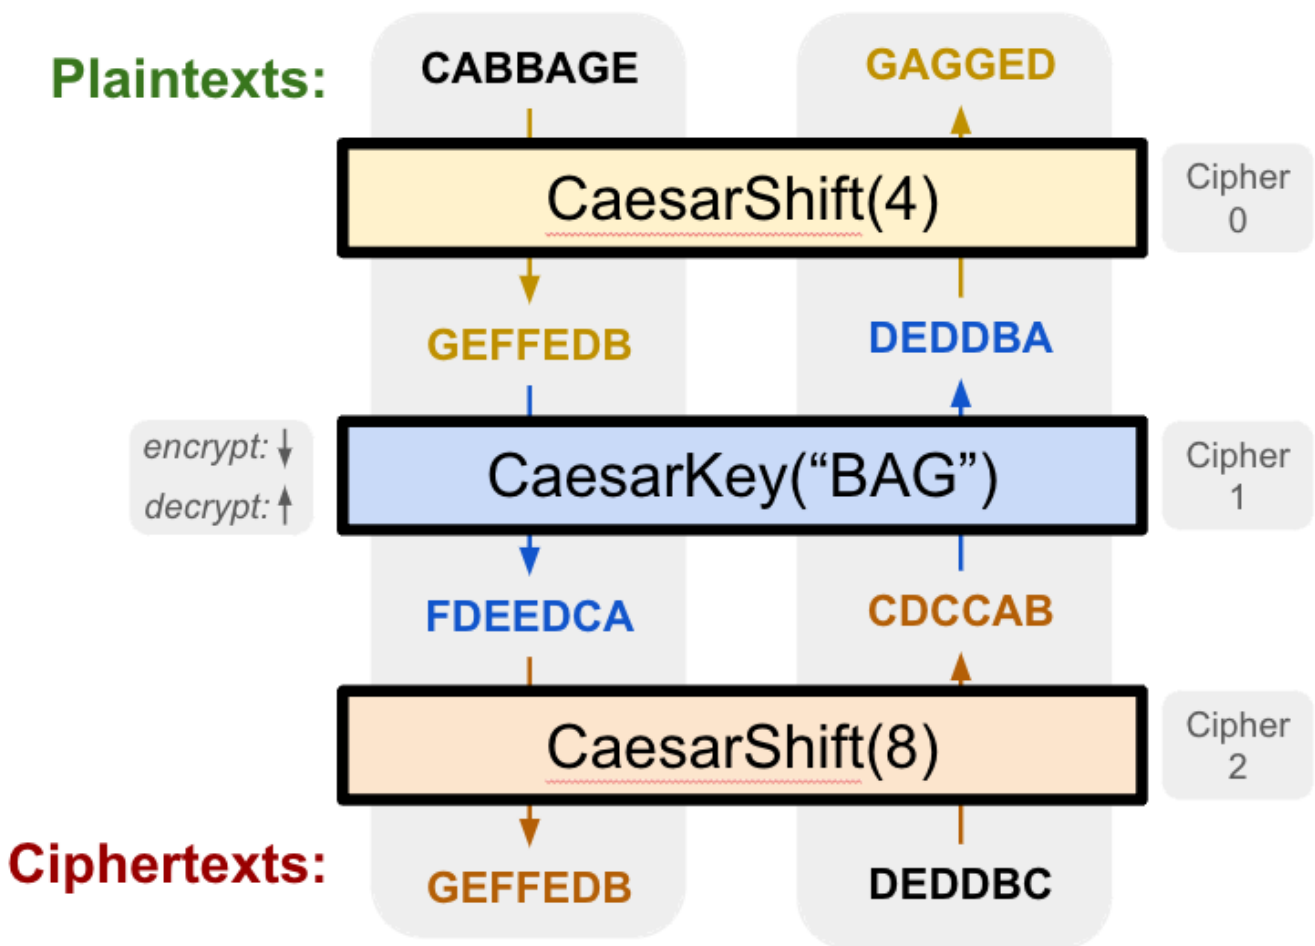 Plaintexts:
CABBAGE
GAGGED
CaesarShift(4)
Cipher
0
GEFFEDB
DEDDBA
encrypt:
decrypt:
CaesarKey(“BAG”)
Cipher
1
FDEEDCA
CDCCAB
CaesarShift(8)
Cipher
2
Ciphertexts:
GEFFEDB
DEDDBC